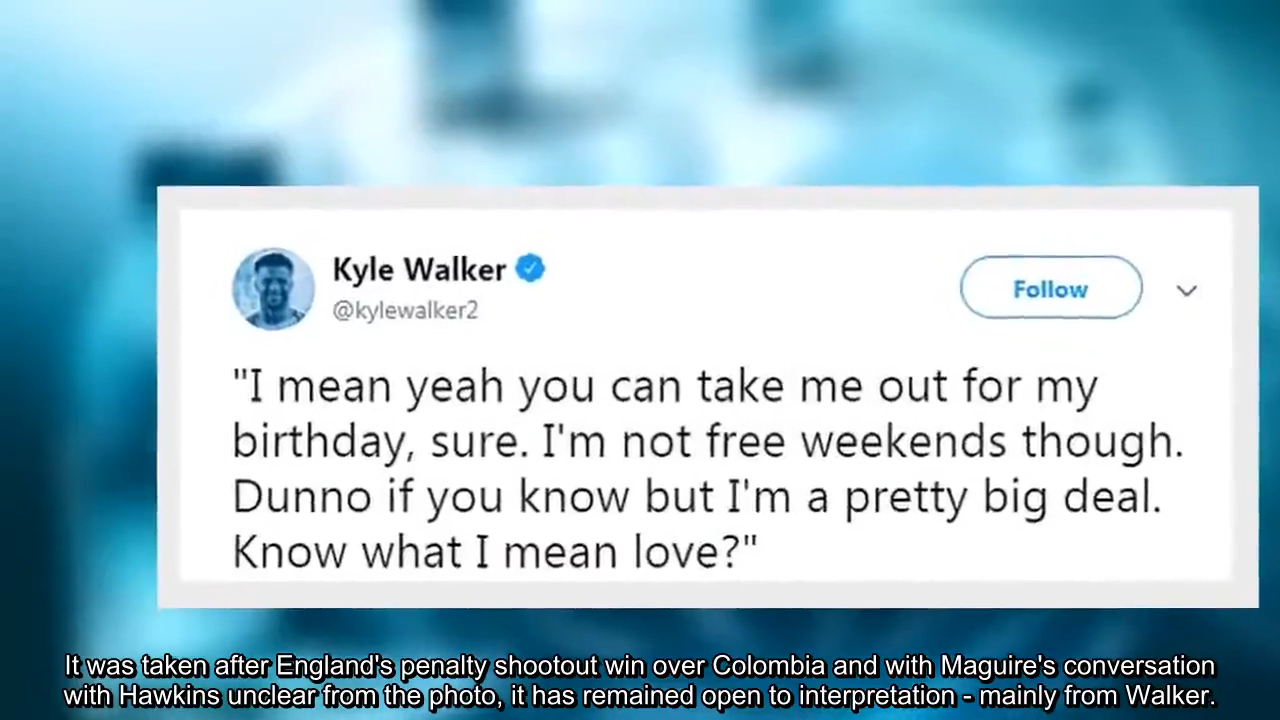 Kyle Walker
@kylewalker2
Follow
"I mean yeah you can take me out for my
birthday, sure. I'm not free weekends though.
Dunno if you know but I'm a pretty big deal.
Know what I mean love?"
It was taken after England's penalty shootout win over Colombia and with Maguire's conversation
with Hawkins unclear from the photo, it has remained open to interpretation - mainly from Walker.